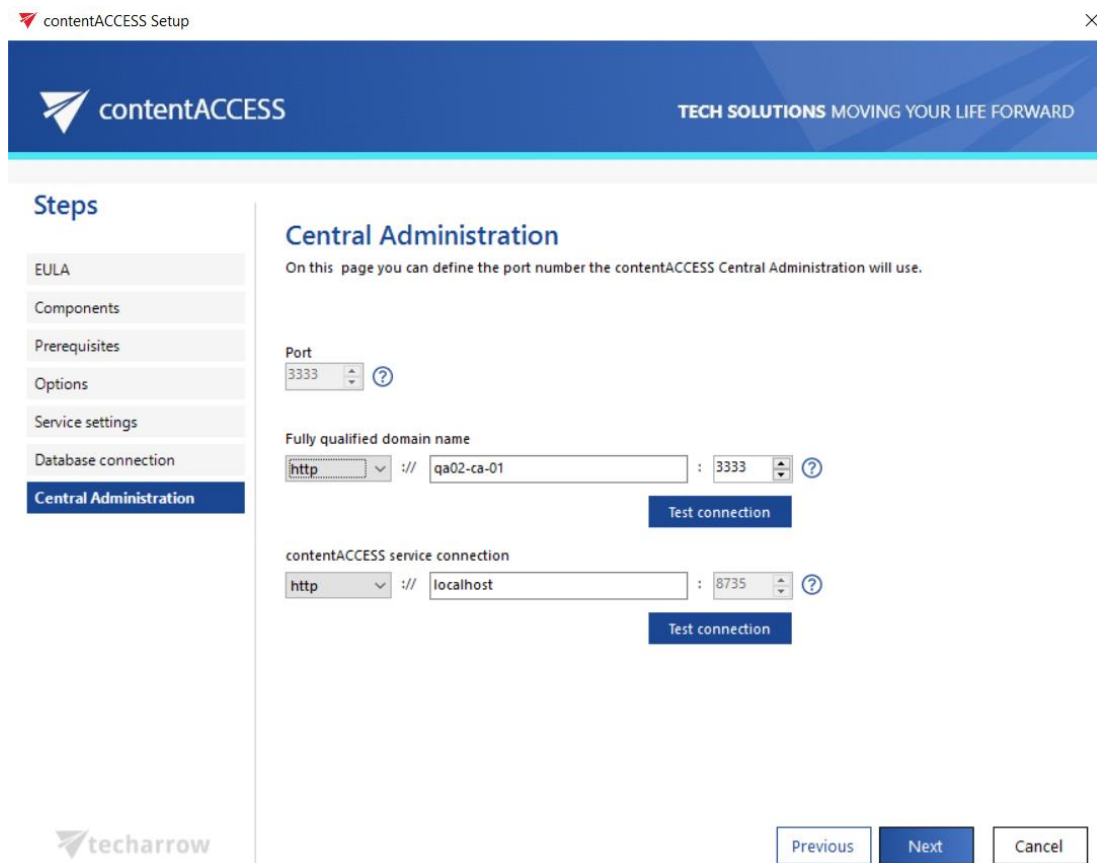 contentACCESS Setup
contentACCESS
TECH SOLUTIONS MOVING YOUR LIFE FORWARD
Steps
EULA
Components
Prerequisites
Options
Service settings
Database connection
Central Administration
Central Administration
On this page you can define the port number the contentACCESS Central Administration will use.
Port
3333 ?
Fully qualified domain name
http :// qa02-ca-01 : 3333 ?
Test connection
contentACCESS service connection
http :// localhost : 8735 ?
Test connection
techarrow
Previous Next Cancel